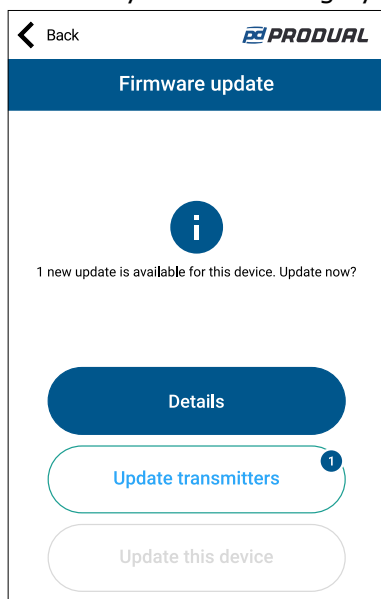 Back
PRODUAL
Firmware update
1 new update is available for this device. Update now?
Details
1
Update transmitters
Update this device